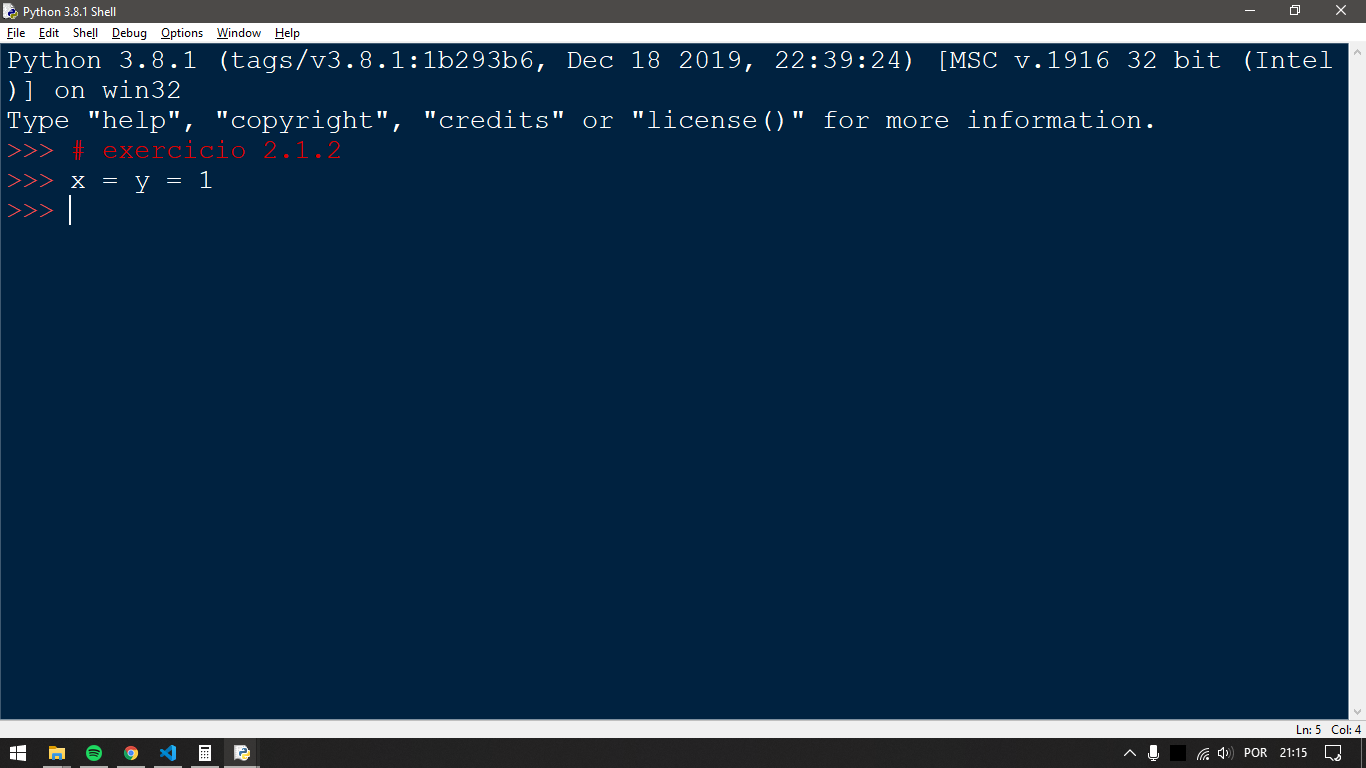 Python 3.8.1 Shell
File Edit Shell Debug Options Window Help
Python 3.8.1 (tags/v3.8.1:1b293b6, Dec 18 2019, 22:39:24) [MSC v.1916 32 bit (Intel
)] on win32
Type "help", "copyright", "credits" or "license()" for more information.
>>> # exercicio 2.1.2
>>> x = y = 1
>>>
Ln: 5 Col: 4
POR 21:15